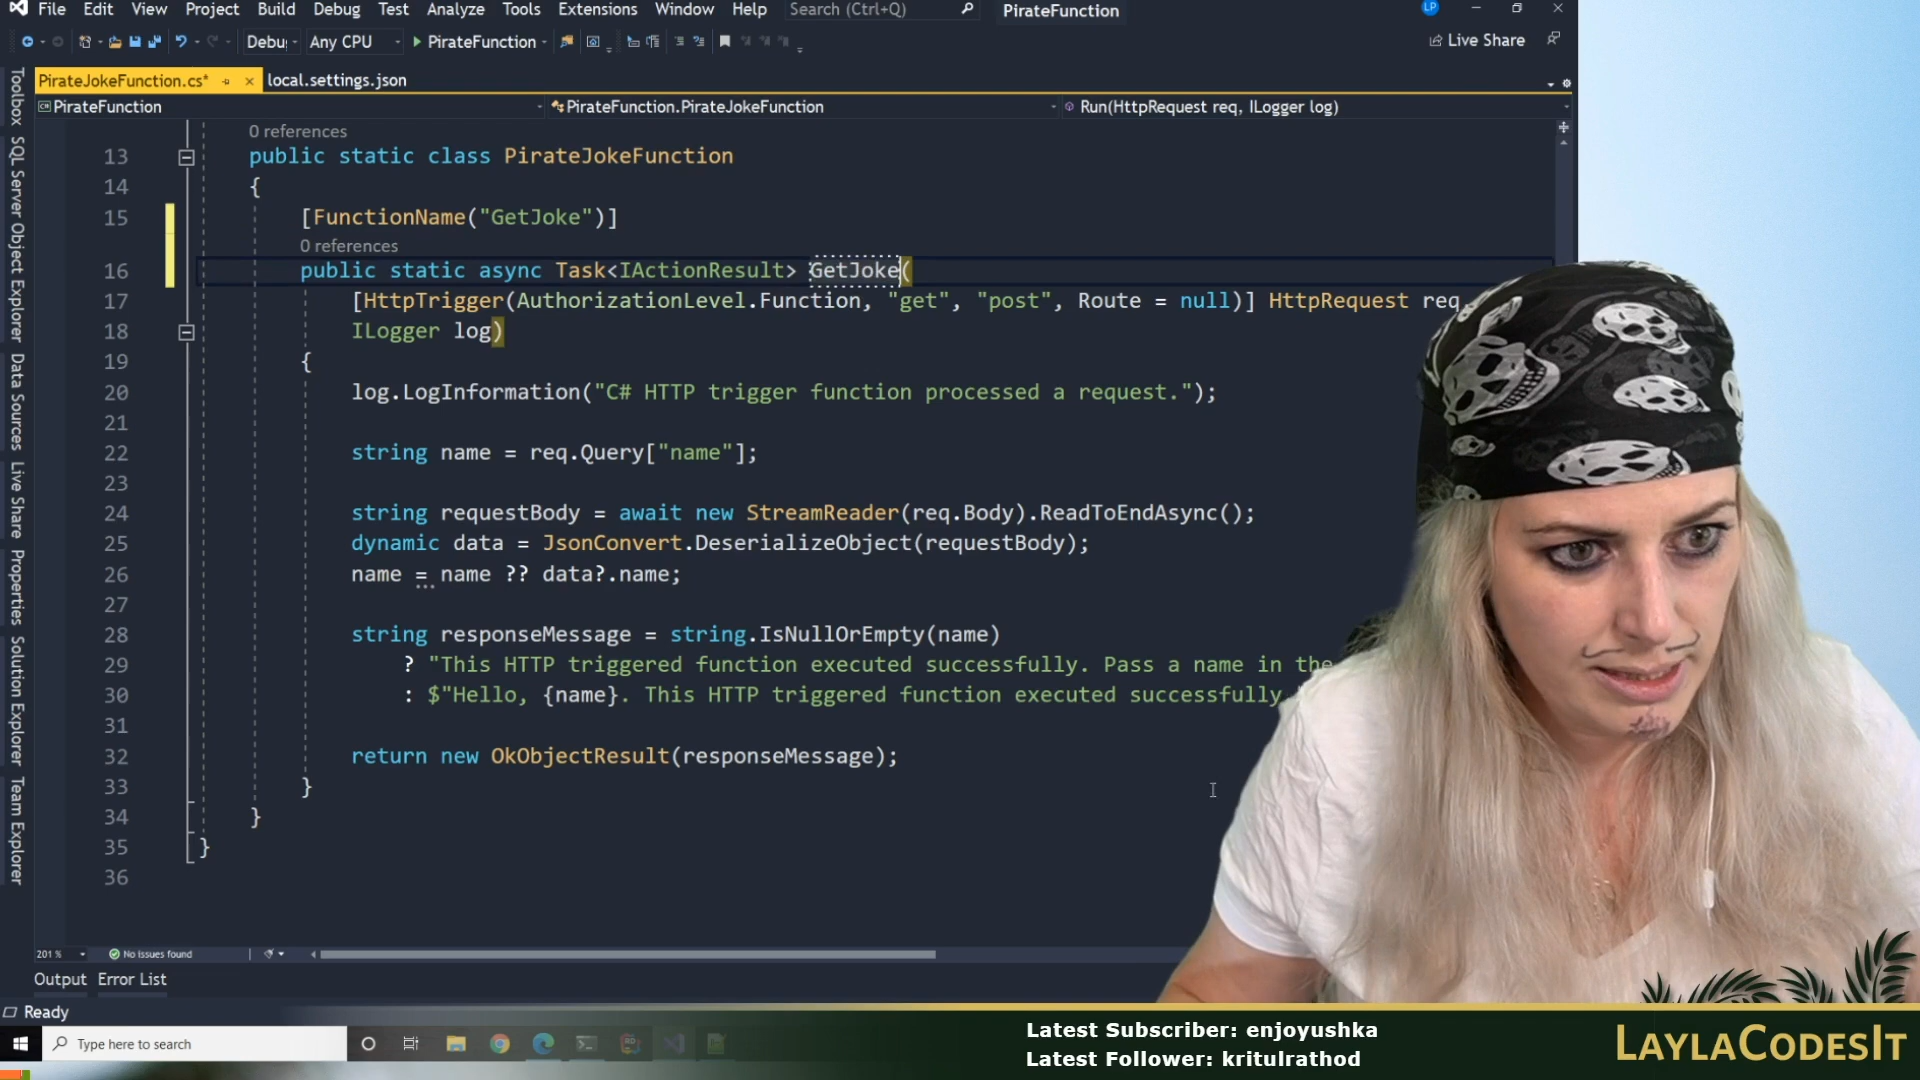 File Edit View Project Build Debug Test Analyze Tools Extensions Window Help Search (Ctrl+Q) PirateFunction LP
Debu Any CPU PirateFunction Live Share
PirateJokeFunction.cs* local.settings.json
PirateFunction PirateFunction.PirateJokeFunction Run(HttpRequest req, ILogger log)
Toolbox
SQL Server Object Explorer
Data Sources
Live Share
Properties
Solution Explorer
Team Explorer
0 references
13 public static class PirateJokeFunction
14 {
15 [FunctionName("GetJoke")]
0 references
16 public static async Task<IActionResult> GetJoke(
17 [HttpTrigger(AuthorizationLevel.Function, "get", "post", Route = null)] HttpRequest req,
18 ILogger log)
19 {
20 log.LogInformation("C# HTTP trigger function processed a request.");
21
22 string name = req.Query["name"];
23
24 string requestBody = await new StreamReader(req.Body).ReadToEndAsync();
25 dynamic data = JsonConvert.DeserializeObject(requestBody);
26 name = name ?? data?.name;
27
28 string responseMessage = string.IsNullOrEmpty(name)
29 ? "This HTTP triggered function executed successfully. Pass a name in the
30 : $"Hello, {name}. This HTTP triggered function executed successfully
31
32 return new OkObjectResult(responseMessage);
33 }
34 }
35 }
36
201 % No issues found
Output Error List
Ready
Type here to search
Latest Subscriber: enjoyushka
Latest Follower: kritulrathod
LAYLACODESIT